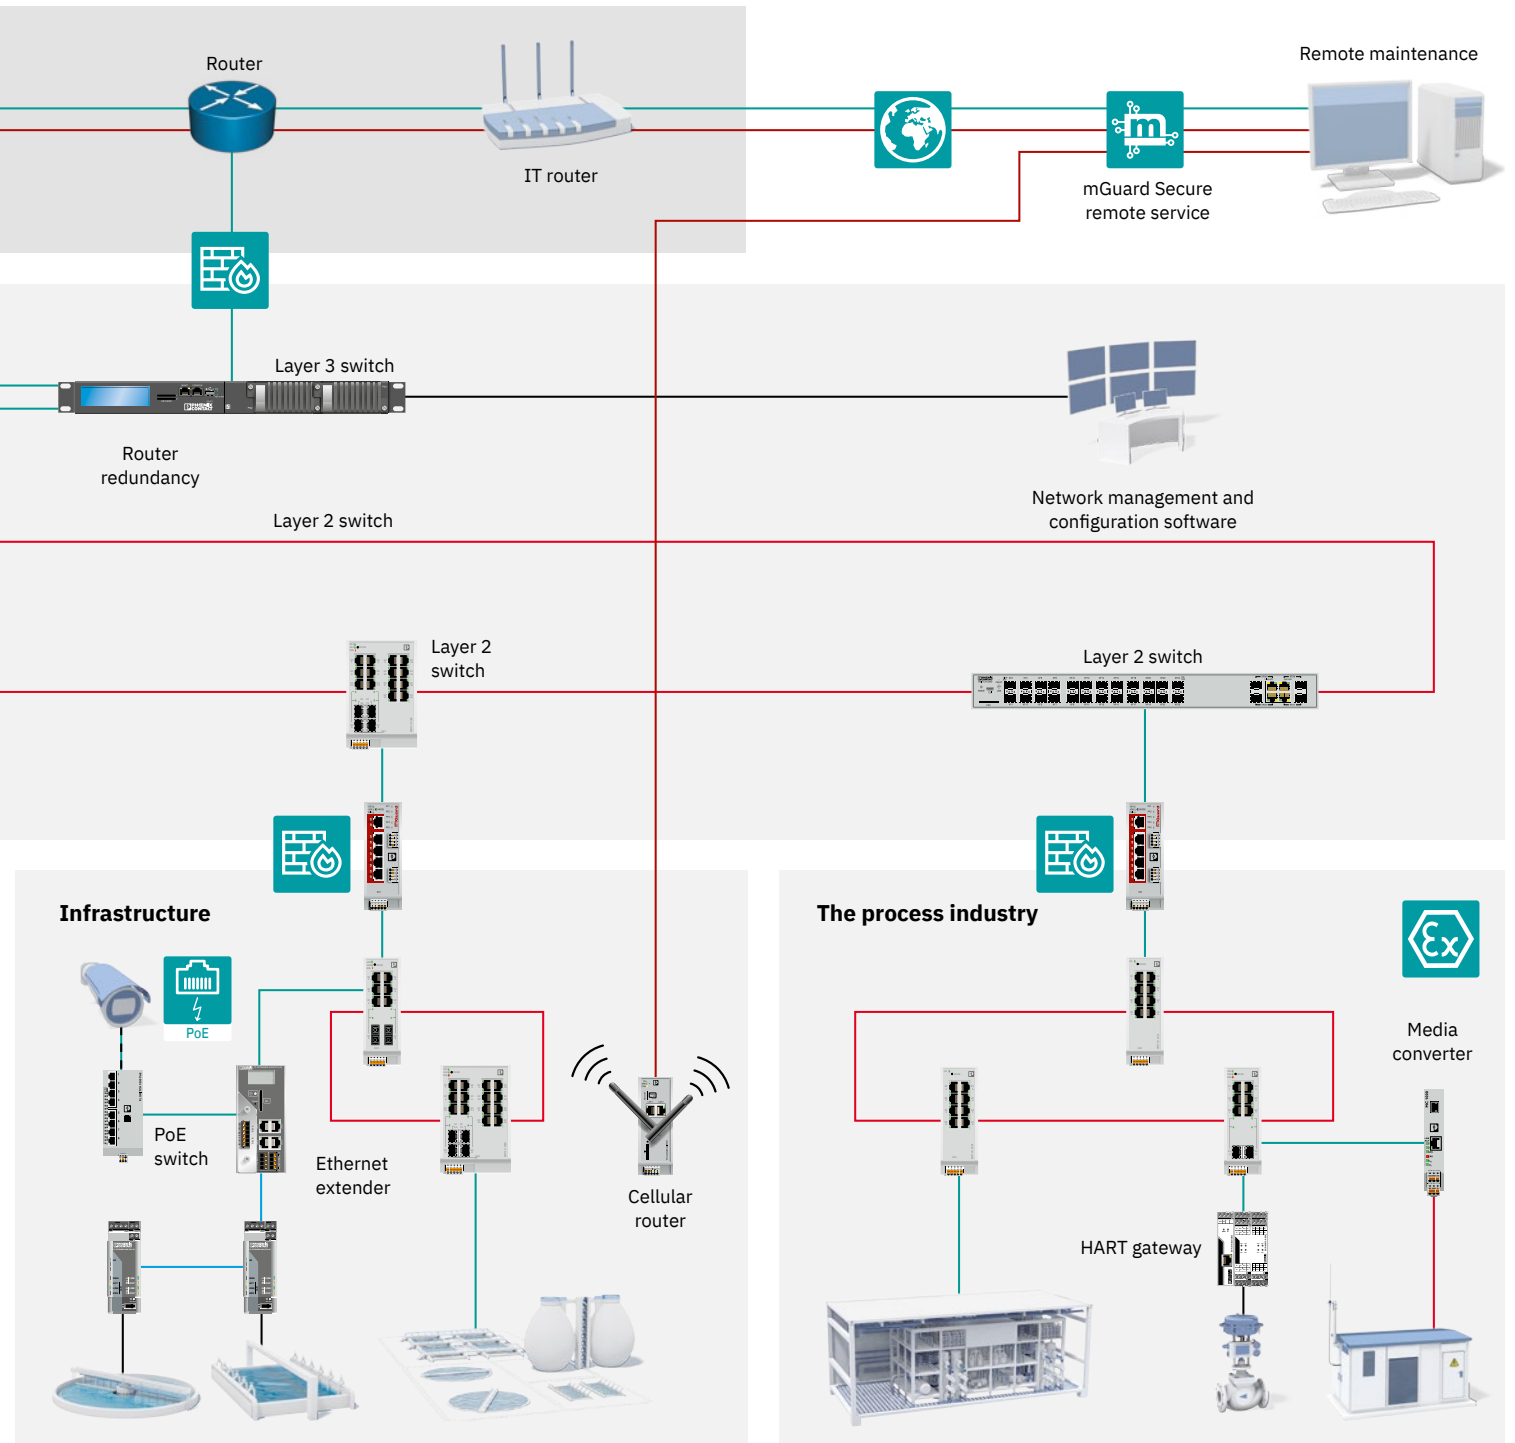 Router
IT router
Remote maintenance
mGuard Secure
remote service
Layer 3 switch
Router
redundancy
Network management and
configuration software
Layer 2 switch
Layer 2
switch
Layer 2 switch
Infrastructure
The process industry
PoE
Ex
Media
converter
PoE
switch
Ethernet
extender
Cellular
router
HART gateway